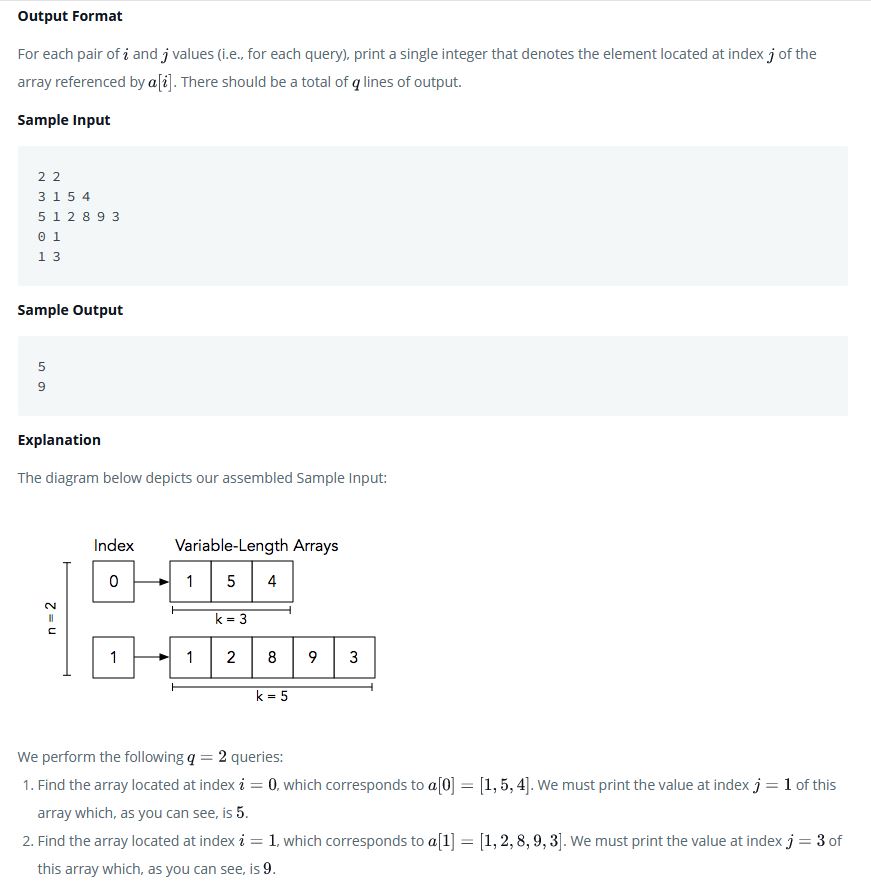 Output Format
For each pair of i and j values (i.e., for each query), print a single integer that denotes the element located at index j of the
array referenced by a[i]. There should be a total of q lines of output.
Sample Input
2 2
3 1 5 4
5 1 2 8 9 3
0 1
1 3
Sample Output
5
9
Explanation
The diagram below depicts our assembled Sample Input:
Index Variable-Length Arrays
0 1 5 4
k = 3
n = 2
1 1 2 8 9 3
k = 5
We perform the following q = 2 queries:
1. Find the array located at index i = 0, which corresponds to a[0] = [1, 5, 4]. We must print the value at index j = 1 of this
array which, as you can see, is 5.
2. Find the array located at index i = 1, which corresponds to a[1] = [1, 2, 8, 9, 3]. We must print the value at index j = 3 of
this array which, as you can see, is 9.